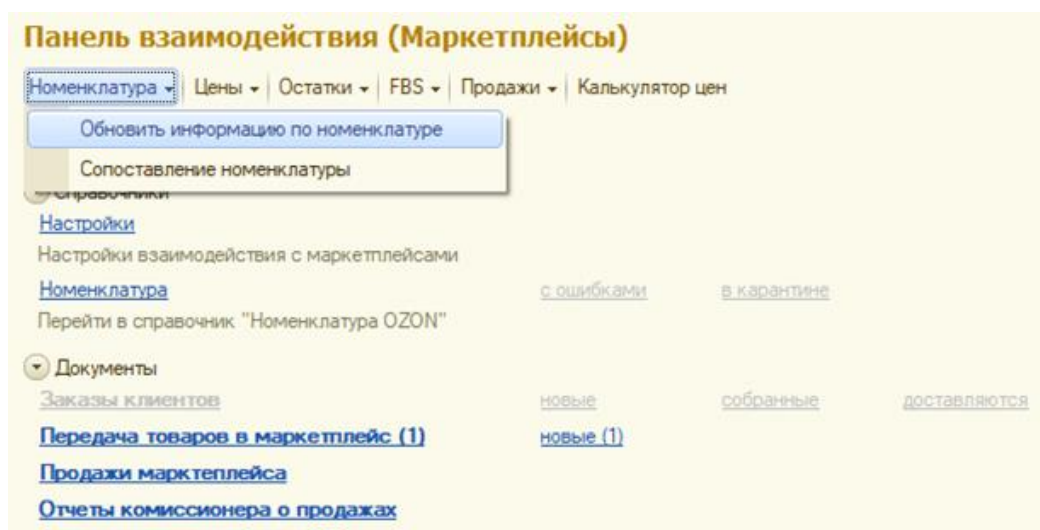 Панель взаимодействия (Маркетплейсы)
Номенклатура Цены Остатки FBS Продажи Калькулятор цен
Обновить информацию по номенклатуре
Сопоставление номенклатуры
Справочники
Настройки
Настройки взаимодействия с маркетплейсами
Номенклатура с ошибками в карантине
Перейти в справочник "Номенклатура OZON"
Документы
Заказы клиентов новые собранные доставляются
Передача товаров в маркетплейс (1) новые (1)
Продажи марктеплейса
Отчеты комиссионера о продажах